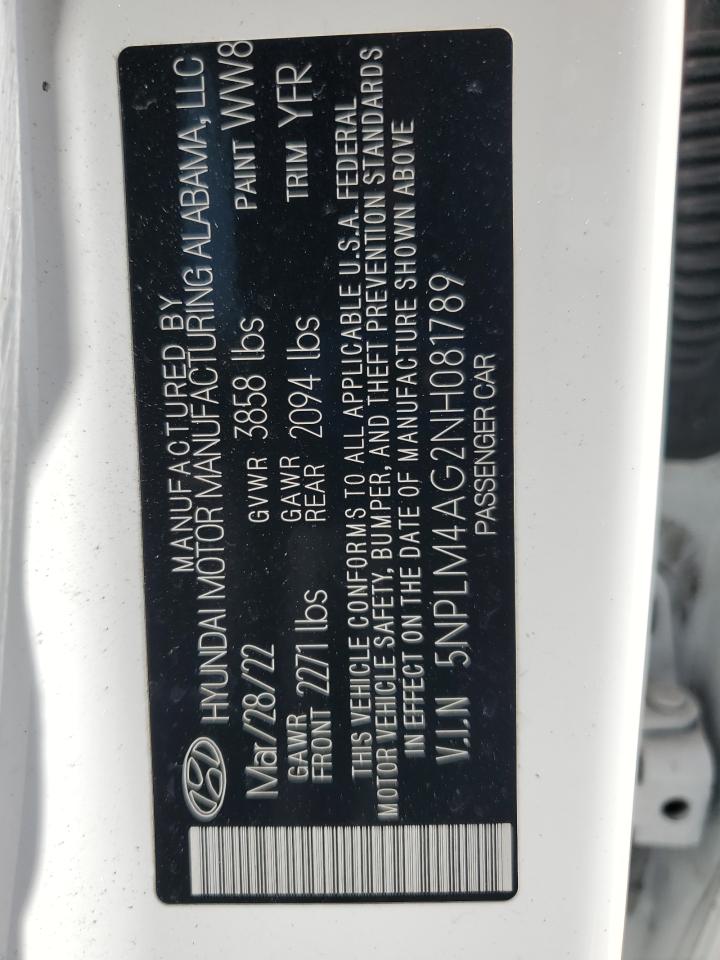 MANUFACTURED BY
HYUNDAI MOTOR MANUFACTURING ALABAMA, LLC
Mar/28/22 GVWR 3858 lbs PAINT WW8
GAWR FRONT 2271 lbs GAWR REAR 2094 lbs TRIM YFR
THIS VEHICLE CONFORMS TO ALL APPLICABLE U.S.A. FEDERAL
MOTOR VEHICLE SAFETY, BUMPER, AND THEFT PREVENTION STANDARDS
IN EFFECT ON THE DATE OF MANUFACTURE SHOWN ABOVE
V.I.N 5NPLM4AG2NH081789
PASSENGER CAR